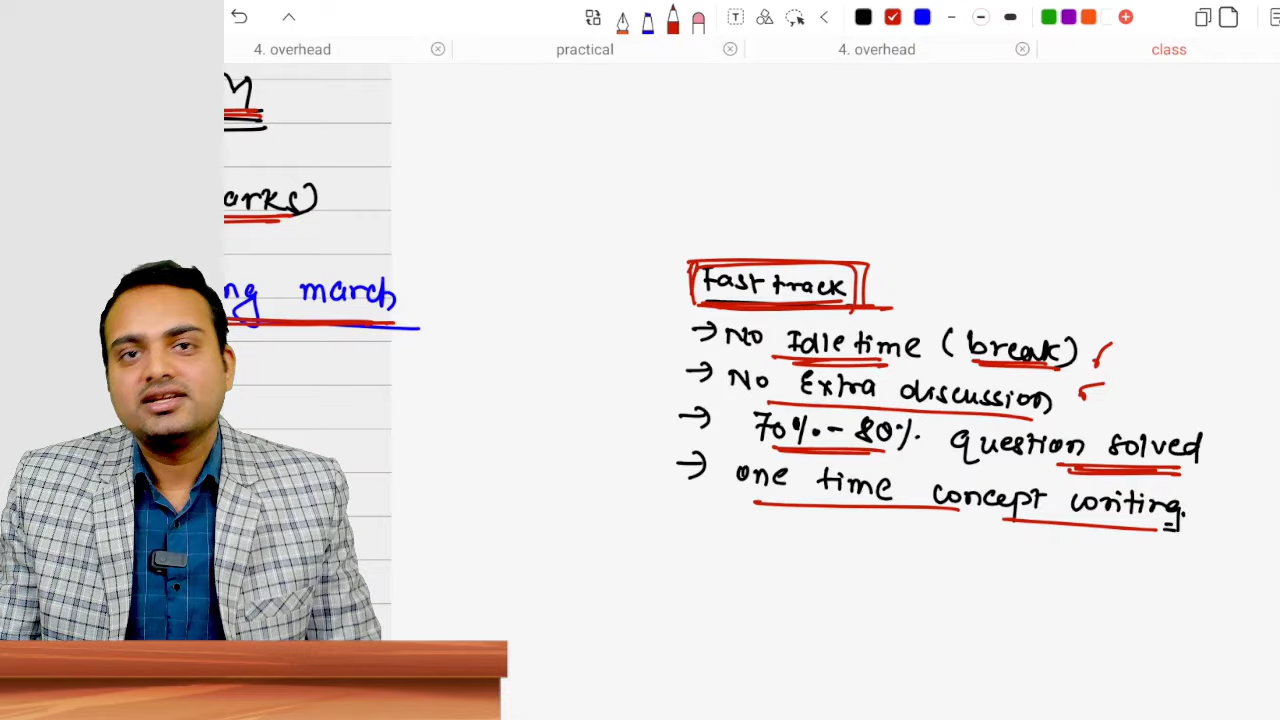 4. overhead practical 4. overhead class
M
arks)
ng march
Fast track
→ No Idle time (break)
→ No Extra discussion
→ 70% - 80% question solved
→ one time concept writing.